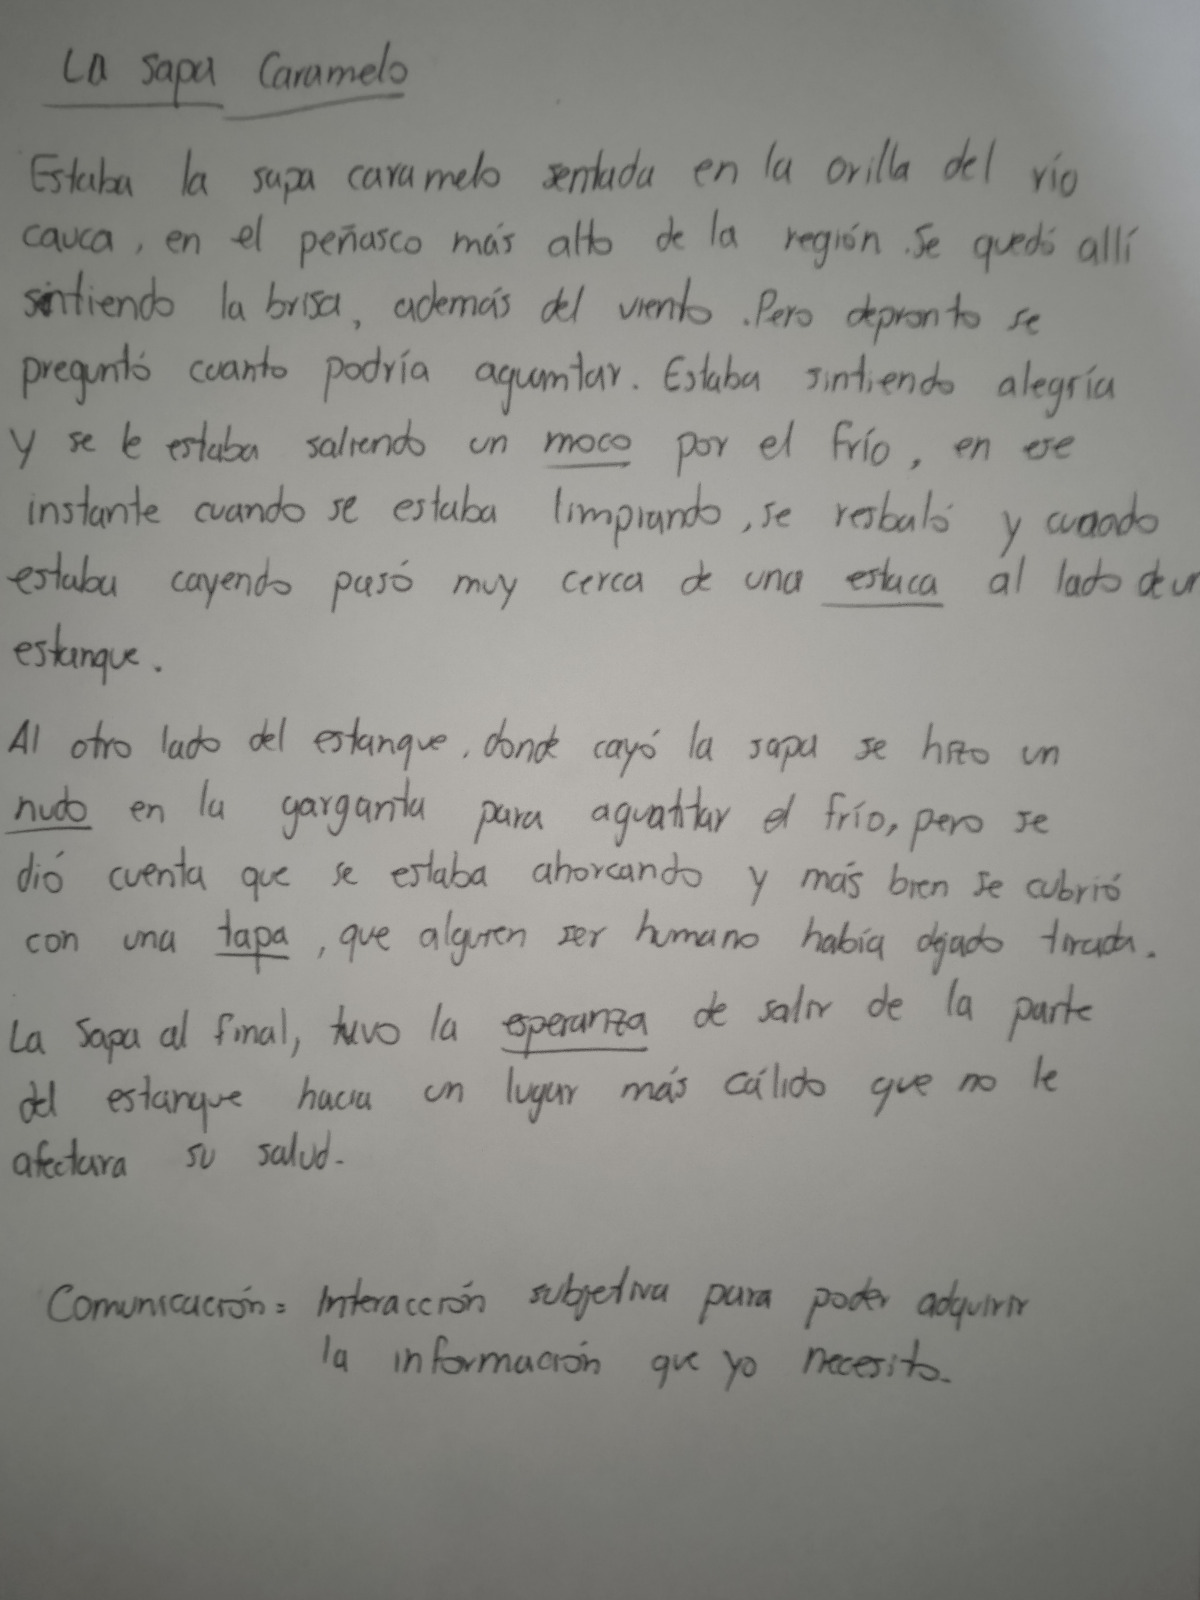 La sapa Caramelo
Estaba la sapa caramelo sentada en la orilla del río
cauca, en el peñasco más alto de la región. Se quedó allí
sintiendo la brisa, además del viento. Pero depronto se
preguntó cuanto podría aguantar. Estaba sintiendo alegría
y se le estaba saliendo un moco por el frío, en ese
instante cuando se estaba limpiando, se resbaló y cuando
estaba cayendo pasó muy cerca de una estaca al lado de un
estanque.
Al otro lado del estanque, donde cayó la sapa se hizo un
nudo en la garganta para aguantar el frío, pero se
dió cuenta que se estaba ahorcando y más bien se cubrió
con una tapa, que alguien ser humano había dejado tirada.
La sapa al final, tuvo la esperanza de salir de la parte
del estanque hacia un lugar más cálido que no le
afectara su salud.
Comunicación = Interacción subjetiva para poder adquirir
la información que yo necesito.